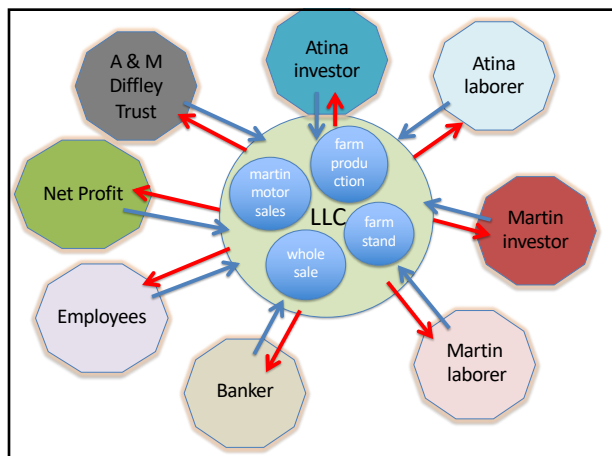 A & M
Diffley
Trust
Atina
investor
Atina
laborer
farm
produ
ction
martin
motor
sales
Net Profit
LLC
farm
stand
Martin
investor
whole
sale
Employees
Banker
Martin
laborer